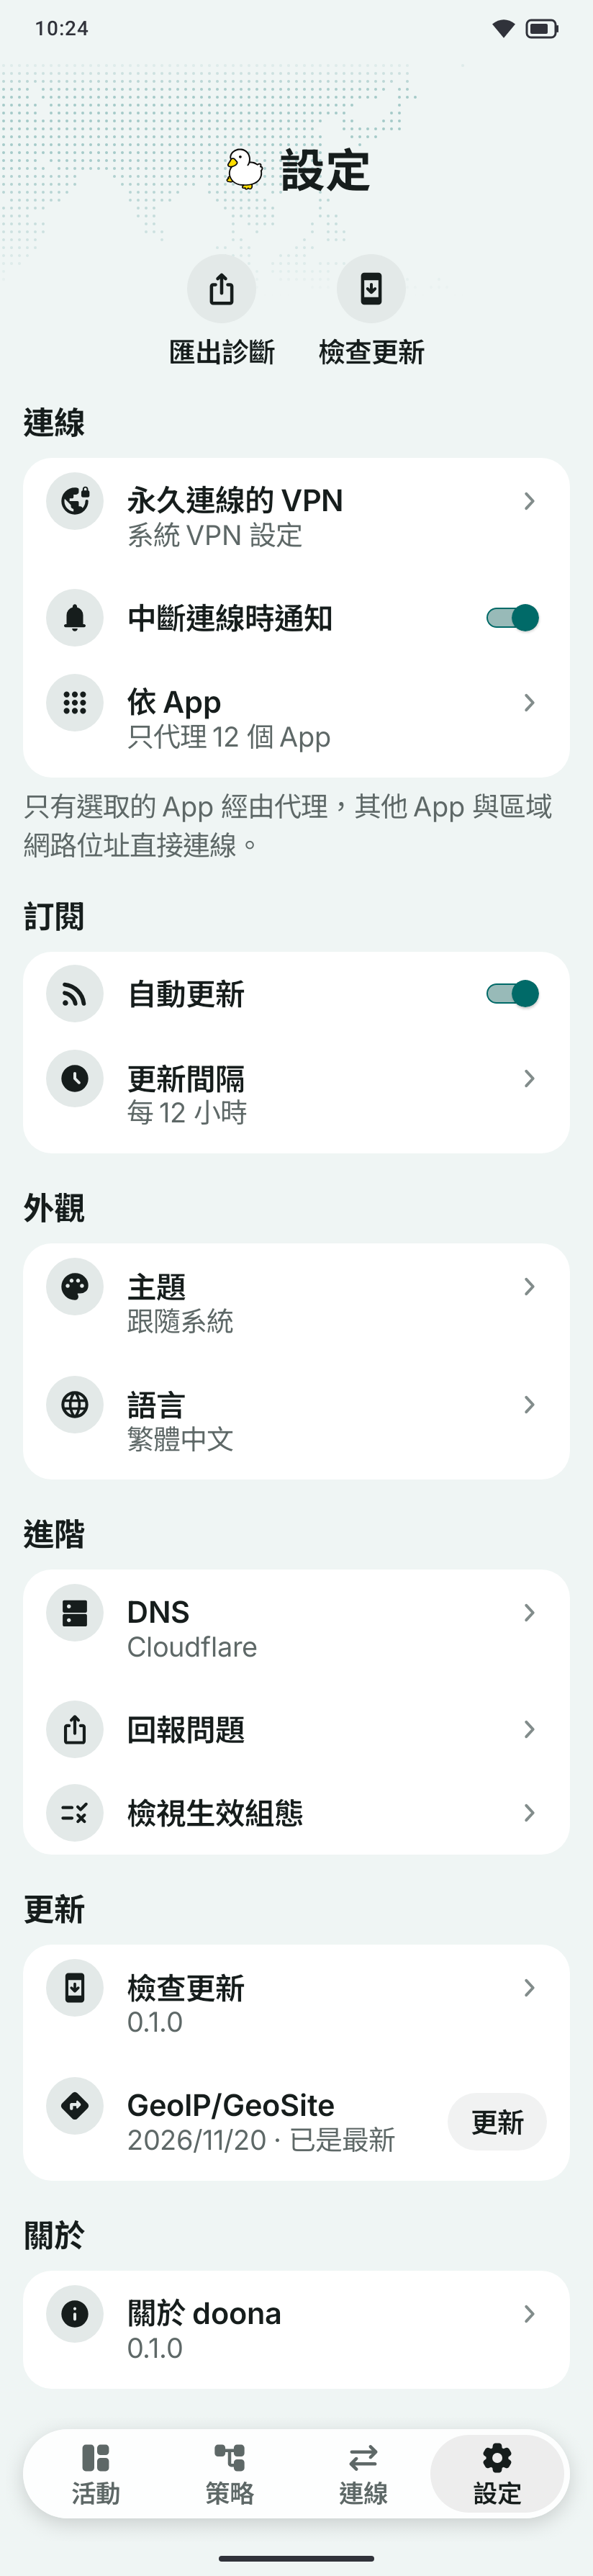 10:24
設定
匯出診斷
檢查更新
連線
永久連線的 VPN
系統 VPN 設定
中斷連線時通知
依 App
只代理 12 個 App
只有選取的 App 經由代理，其他 App 與區域
網路位址直接連線。
訂閱
自動更新
更新間隔
每 12 小時
外觀
主題
跟隨系統
語言
繁體中文
進階
DNS
Cloudflare
回報問題
檢視生效組態
更新
檢查更新
0.1.0
GeoIP/GeoSite
2026/11/20 · 已是最新
更新
關於
關於 doona
0.1.0
活動
策略
連線
設定